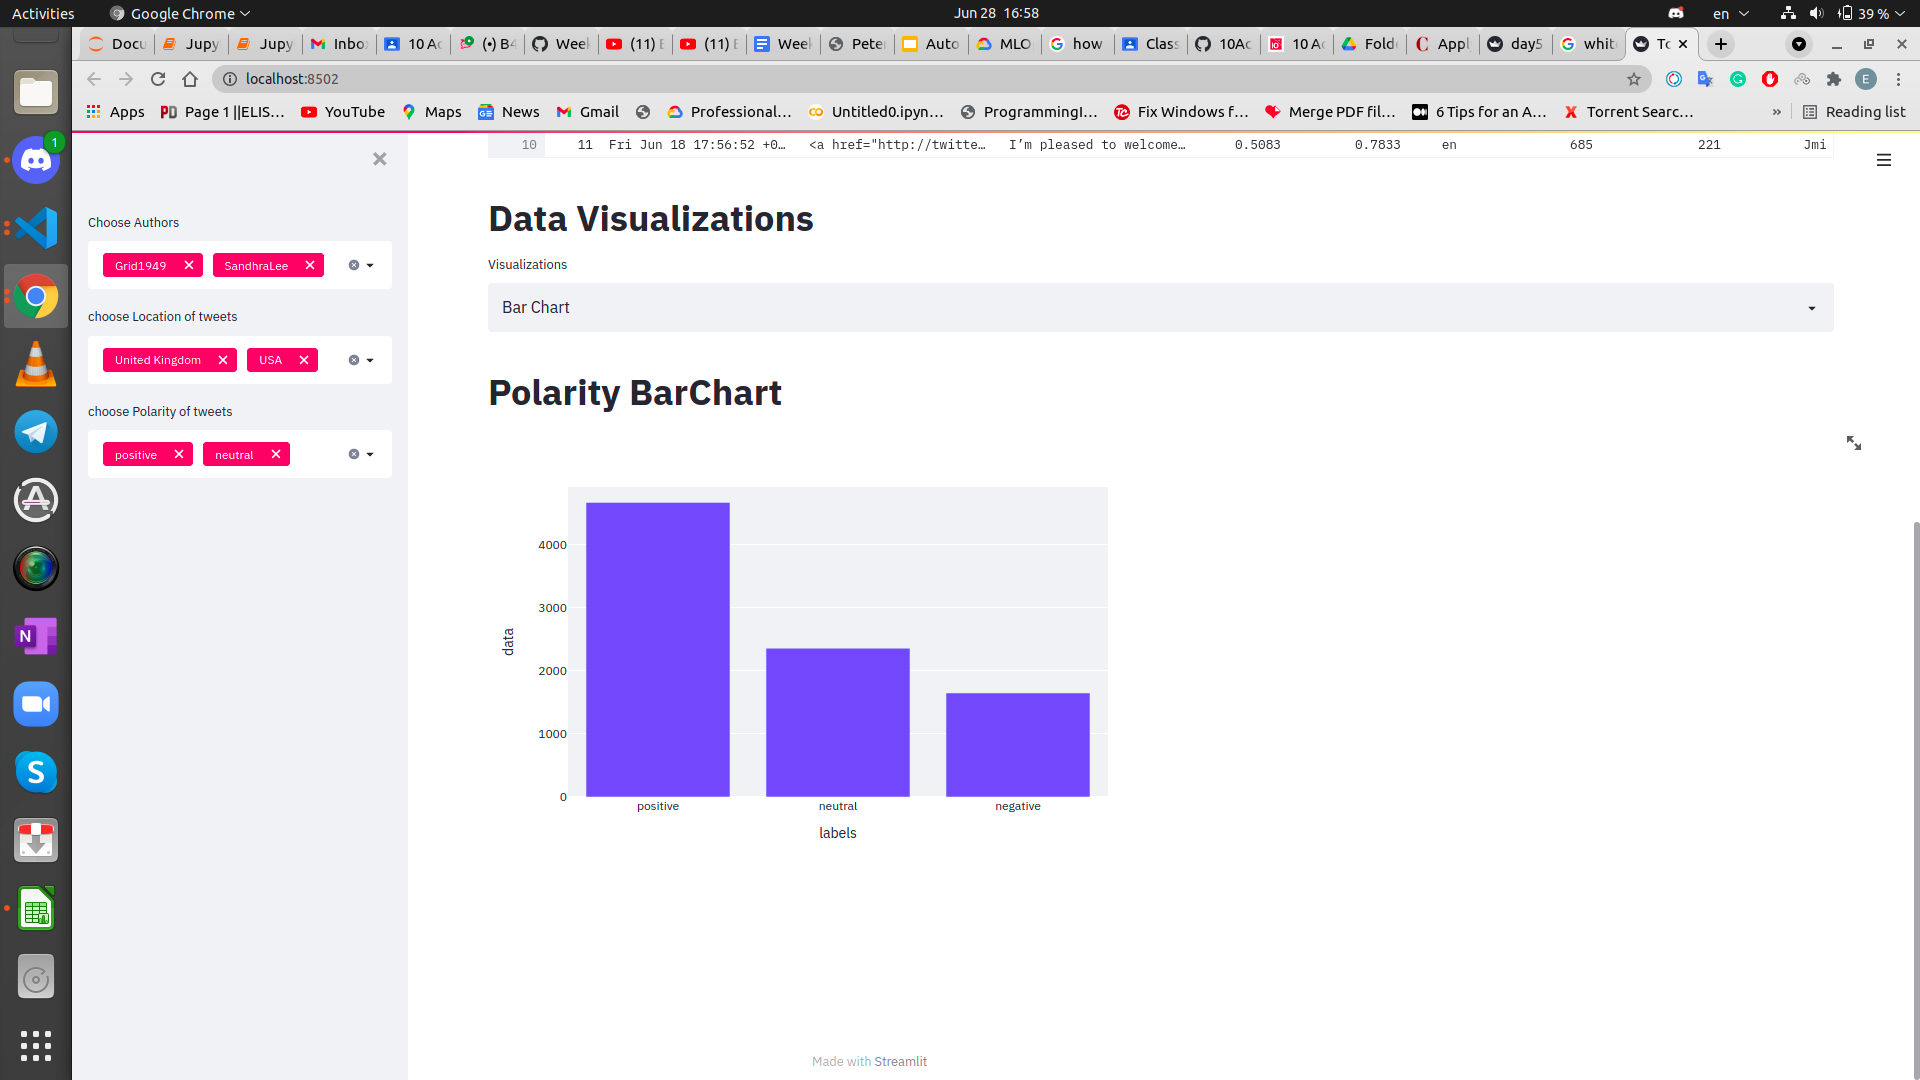 Activities Google Chrome Jun 28 16:58 en 39 %
Docu Jupy Jupy Inbo 10 Ac (•) B4 Week (11) E (11) E Week Pete Auto MLO how Class 10Ac 10 Ac Fold Appl day5 whit To
localhost:8502 E
Apps Page 1 ||ELIS... YouTube Maps News Gmail Professional... Untitled0.ipyn... ProgrammingI... Fix Windows f... Merge PDF fil... 6 Tips for an A... Torrent Searc... » Reading list
10 11 Fri Jun 18 17:56:52 +0… <a href="http://twitte… I’m pleased to welcome… 0.5083 0.7833 en 685 221 Jmi
Choose Authors
Grid1949 SandhraLee
choose Location of tweets
United Kingdom USA
choose Polarity of tweets
positive neutral
Data Visualizations
Visualizations
Bar Chart
Polarity BarChart
4000
3000
2000
1000
0
data
positive neutral negative
labels
Made with Streamlit
1
N
S